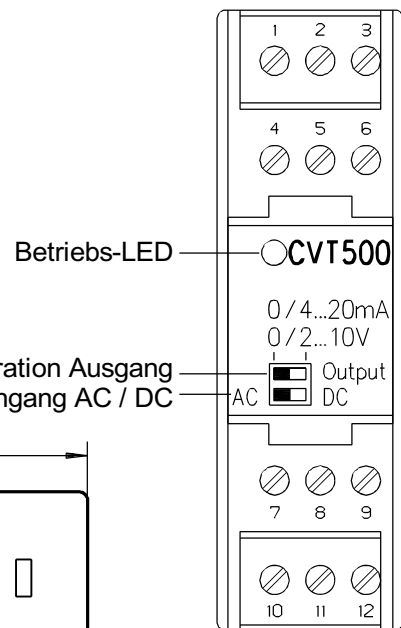 1 2 3
4 5 6
Betriebs-LED
CVT500
0/4...20mA
0/2...10V
ration Ausgang
Output
ngang AC / DC
AC DC
7 8 9
10 11 12